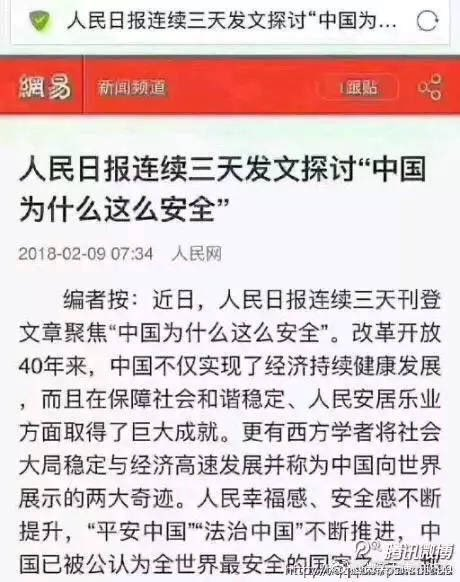 人民日报连续三天发文探讨“中国为...
網易 新闻频道 1跟贴
人民日报连续三天发文探讨“中国
为什么这么安全”
2018-02-09 07:34 人民网
编者按：近日，人民日报连续三天刊登
文章聚焦“中国为什么这么安全”。改革开放
40年来，中国不仅实现了经济持续健康发展
，而且在保障社会和谐稳定、人民安居乐业
方面取得了巨大成就。更有西方学者将社会
大局稳定与经济高速发展并称为中国向世界
展示的两大奇迹。人民幸福感、安全感不断
提升，“平安中国”“法治中国”不断推进，中
国已被公认为全世界最安全的国家
腾讯微博